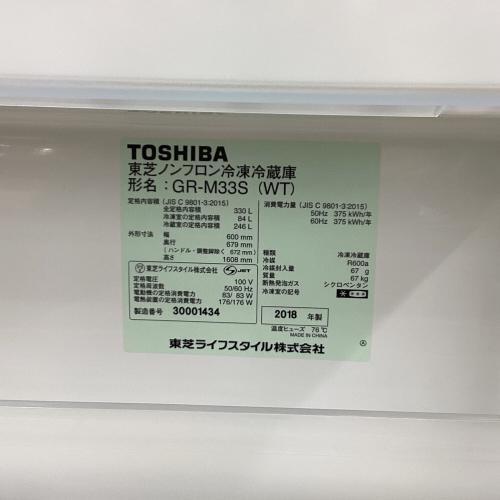 TOSHIBA
東芝ノンフロン冷凍冷蔵庫
形名：GR-M33S (WT)
定格内容積 (JIS C 9801-3:2015)
全定格内容積 330 L
冷凍室の定格内容積 84 L
冷蔵室の定格内容積 246 L
外形寸法 幅 600 mm
奥行 679 mm
(ハンドル・調整脚除く 672 mm)
高さ 1608 mm
消費電力量 (JIS C 9801-3:2015)
50Hz 375 kWh/年
60Hz 375 kWh/年
種類 冷凍冷蔵庫
冷媒 R600a
冷媒封入量 67 g
質量 67 kg
断熱発泡ガス シクロペンタン
冷凍室の記号
東芝ライフスタイル株式会社 JET
定格電圧 100 V
定格周波数 50/60 Hz
電動機の定格消費電力 83/ 83 W
電熱装置の定格消費電力 176/176 W
製造番号 30001434
2018 年製
温度ヒューズ 76℃
MADE IN CHINA
東芝ライフスタイル株式会社